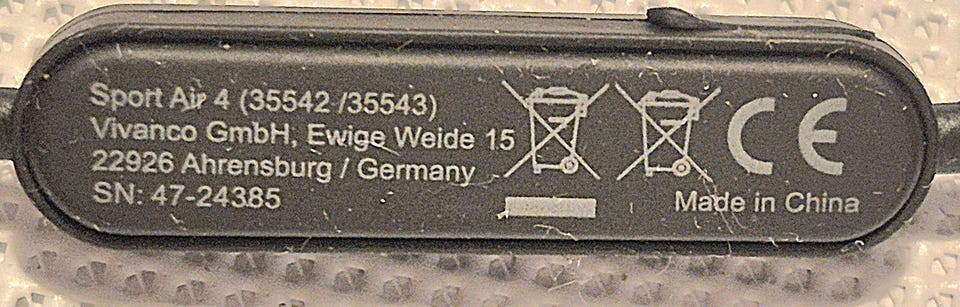 Sport Air 4 (35542 /35543)
Vivanco GmbH, Ewige Weide 15
22926 Ahrensburg / Germany
SN: 47-24385
CE
Made in China